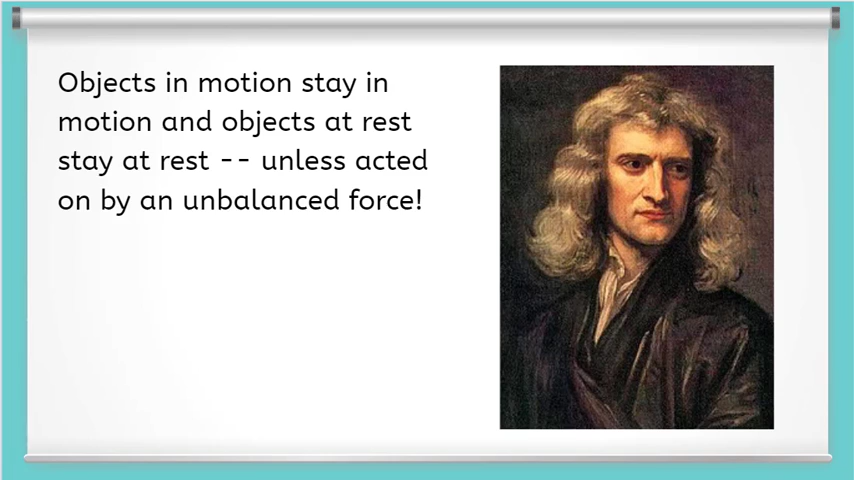 Objects in motion stay in
motion and objects at rest
stay at rest -- unless acted
on by an unbalanced force!